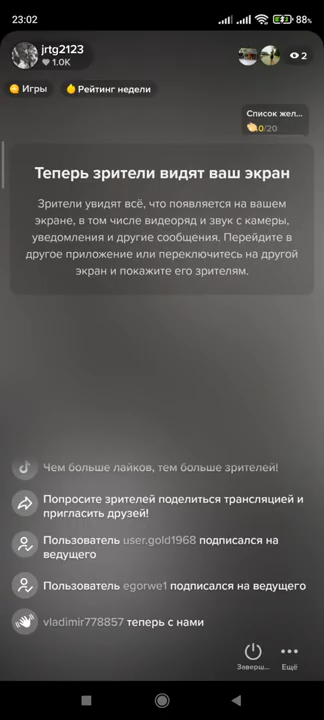 23:02
88%
jrtg2123
1.0K
2
Игры
Рейтинг недели
Список жел...
0/20
Теперь зрители видят ваш экран
Зрители увидят всё, что появляется на вашем
экране, в том числе видеоряд и звук с камеры,
уведомления и другие сообщения. Перейдите в
другое приложение или переключитесь на другой
экран и покажите его зрителям.
Чем больше лайков, тем больше зрителей!
Попросите зрителей поделиться трансляцией и
пригласить друзей!
Пользователь user.gold1968 подписался на
ведущего
Пользователь egorwe1 подписался на ведущего
vladimir778857 теперь с нами
Заверш...
Ещё